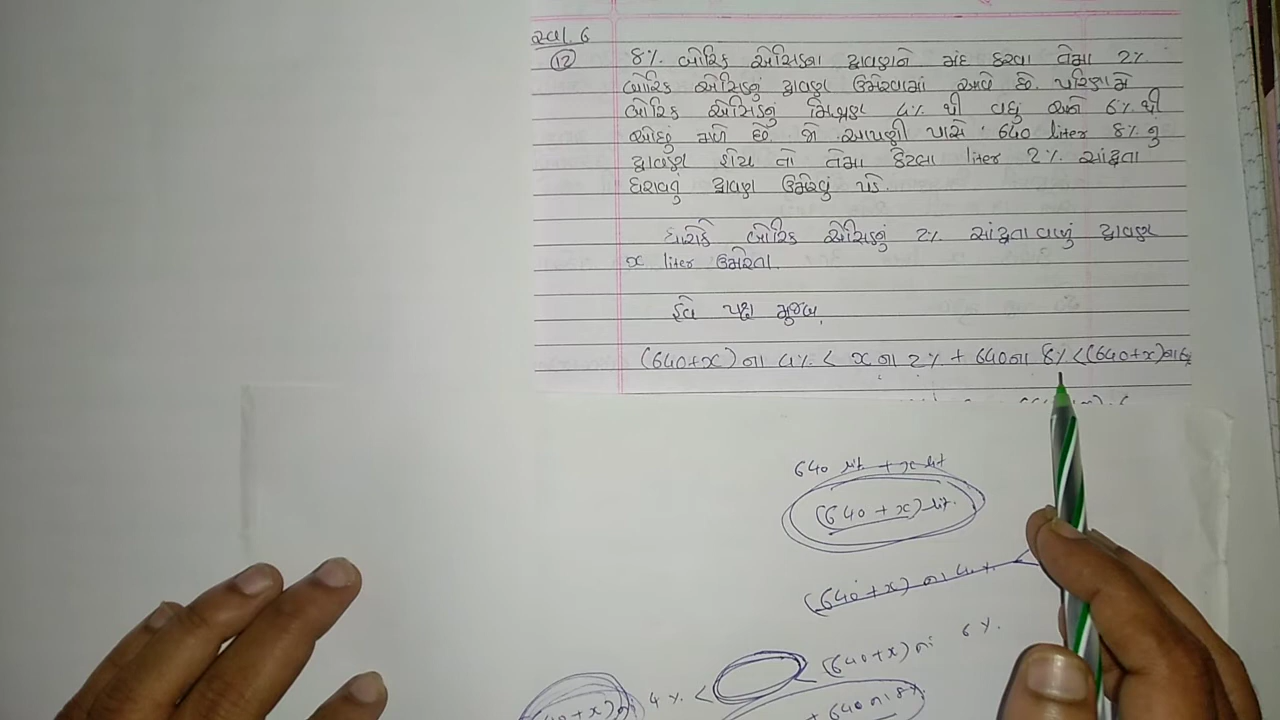 સ્વા. 6
(12) 8% બોરિક એસિડના દ્રાવણને મંદ કરવા તેમા 2%
બોરિક એસિડનું દ્રાવણ ઉમેરવામાં આવે છે. પરિણામે
બોરિક એસિડનું મિશ્રણ 4% થી વધું અને 6% થી
ઓછું મળે છે. જો આપણી પાસે 640 liter 8% નુ
દ્રાવણ હોય તો તેમા કેટલા liter 2% સાંદ્રતા
ધરાવતું દ્રાવણ ઉમેરવું પડે.
ધારોકે બોરિક એસિડનું 2% સાંદ્રતાવાળું દ્રાવણ
x liter ઉમેરતા.
હવે મુજબ,
(640+x) ના 4% < x ના 2% + 640 ના 8% < (640+x) ના 6
640 lit + x lit
(640 + x) lit.
(640+x) ના 4% <
(640+x) ના 6%.
40+x) ના 4% <
+ 640 ના 8%